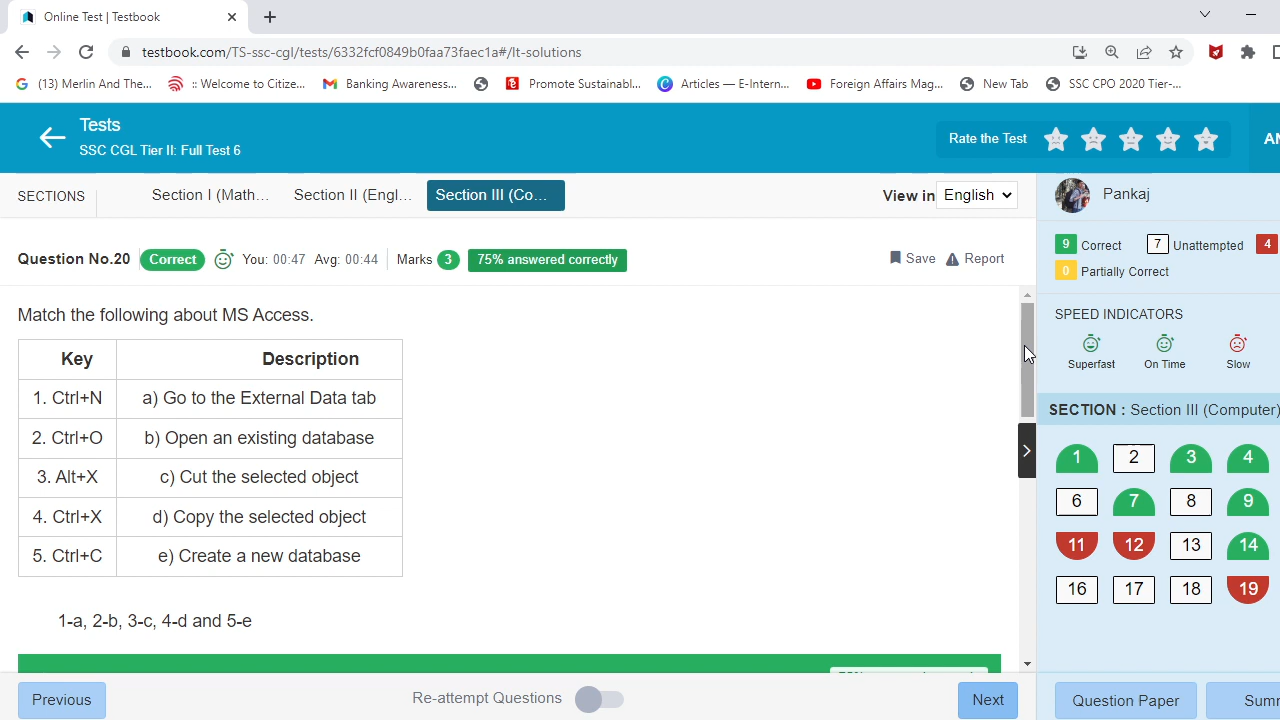 Online Test | Testbook
testbook.com/TS-ssc-cgl/tests/6332fcf0849b0faa73faec1a#/lt-solutions
(13) Merlin And The... :: Welcome to Citize... Banking Awareness... Promote Sustainabl... Articles — E-Intern... Foreign Affairs Mag... New Tab SSC CPO 2020 Tier-...
Tests
SSC CGL Tier II: Full Test 6
Rate the Test
SECTIONS Section I (Math... Section II (Engl... Section III (Co... View in English
Pankaj
Question No.20 Correct You: 00:47 Avg: 00:44 Marks 3 75% answered correctly Save Report
9 Correct 7 Unattempted 4
0 Partially Correct
Match the following about MS Access.
Key Description
1. Ctrl+N a) Go to the External Data tab
2. Ctrl+O b) Open an existing database
3. Alt+X c) Cut the selected object
4. Ctrl+X d) Copy the selected object
5. Ctrl+C e) Create a new database
1-a, 2-b, 3-c, 4-d and 5-e
SPEED INDICATORS
Superfast On Time Slow
SECTION : Section III (Computer)
1 2 3 4
6 7 8 9
11 12 13 14
16 17 18 19
Previous Re-attempt Questions Next Question Paper